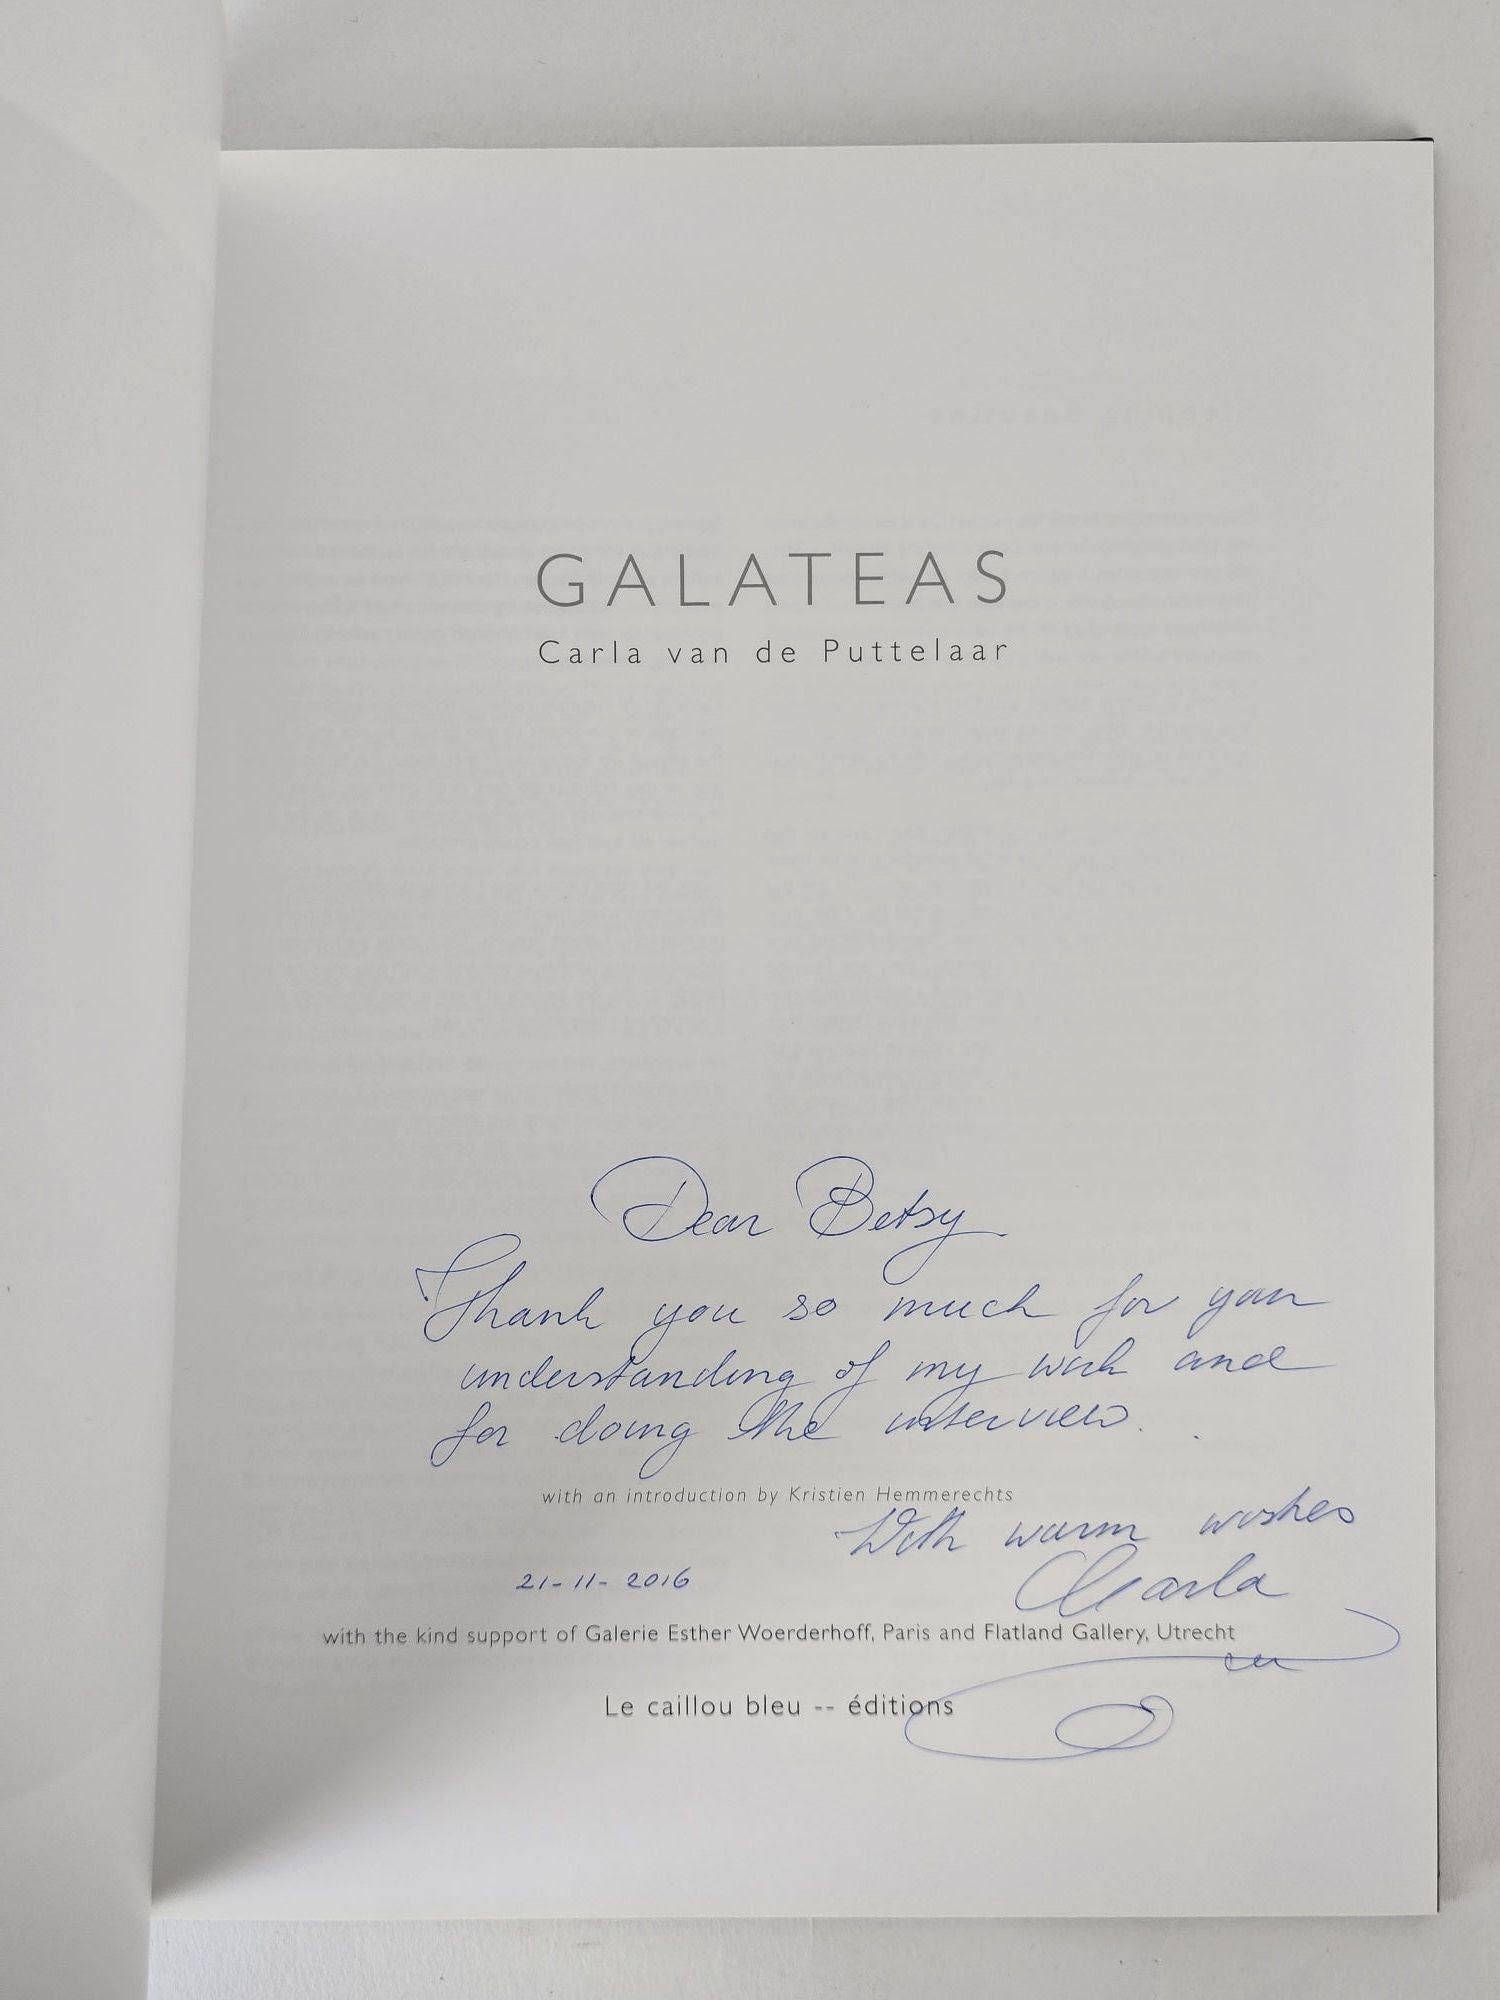 GALATEAS
Carla van de Puttelaar
Dear Betsy
Thank you so much for your
understanding of my work and
for doing the interview.
with an introduction by Kristien Hemmerechts
With warm wishes
Carla
21-11-2016
with the kind support of Galerie Esther Woerderhoff, Paris and Flatland Gallery, Utrecht
Le caillou bleu -- éditions